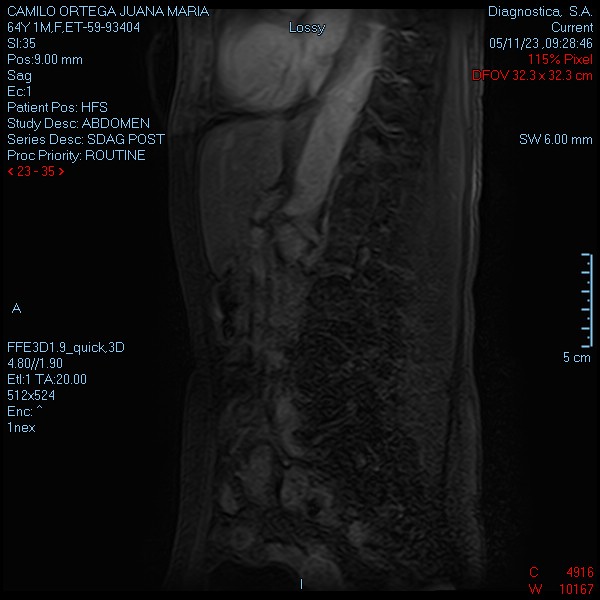 CAMILO ORTEGA JUANA MARIA
64Y 1M,F,ET-59-93404
Sl:35
Pos:9.00 mm
Sag
Ec:1
Patient Pos: HFS
Study Desc: ABDOMEN
Series Desc: SDAG POST
Proc Priority: ROUTINE
< 23 - 35 >
Lossy
Diagnostica, S.A.
Current
05/11/23 ,09:28:46
115% Pixel
DFOV 32.3 x 32.3 cm
SW 6.00 mm
A
5 cm
FFE3D1.9_quick,3D
4.80//1.90
Etl:1 TA:20.00
512x524
Enc: ^
1nex
I
C 4916
W 10167